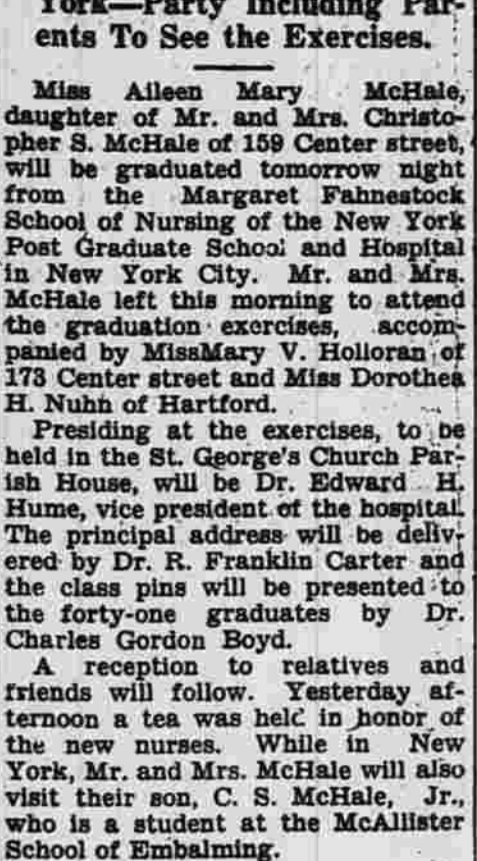 York—Party Including Par-
ents To See the Exercises.
Miss Aileen Mary McHale,
daughter of Mr. and Mrs. Christo-
pher S. McHale of 159 Center street,
will be graduated tomorrow night
from the Margaret Fahnestock
School of Nursing of the New York
Post Graduate School and Hospital
in New York City. Mr. and Mrs.
McHale left this morning to attend
the graduation exercises, accom-
panied by MissMary V. Holloran of
173 Center street and Miss Dorothea
H. Nuhn of Hartford.
Presiding at the exercises, to be
held in the St. George's Church Par-
ish House, will be Dr. Edward H.
Hume, vice president of the hospital.
The principal address will be deliv-
ered by Dr. R. Franklin Carter and
the class pins will be presented to
the forty-one graduates by Dr.
Charles Gordon Boyd.
A reception to relatives and
friends will follow. Yesterday af-
ternoon a tea was held in honor of
the new nurses. While in New
York, Mr. and Mrs. McHale will also
visit their son, C. S. McHale, Jr.,
who is a student at the McAllister
School of Embalming.